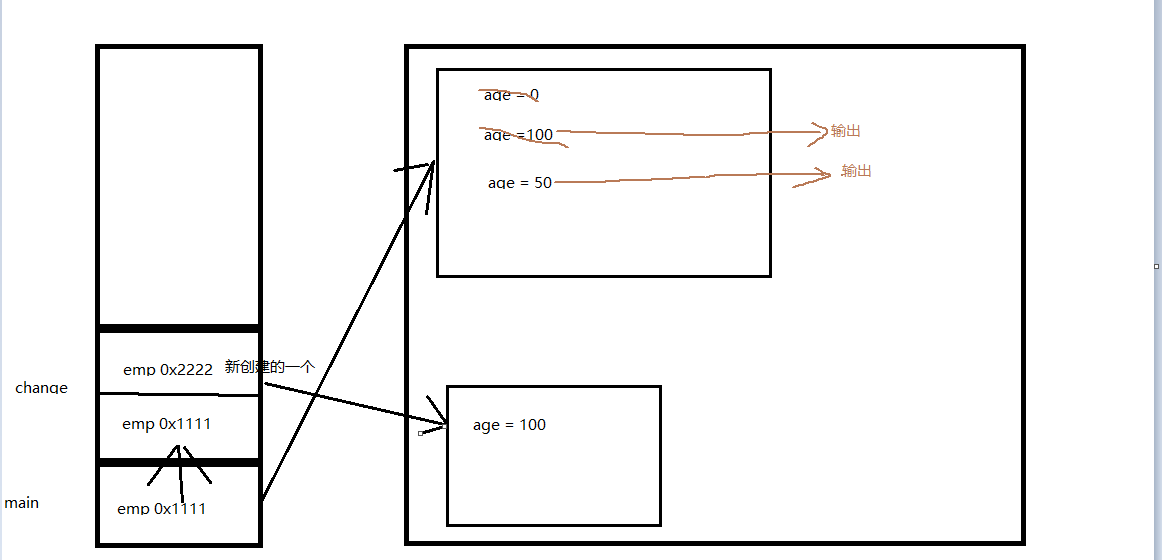 age = 0
age =100
输出
age = 50
输出
emp 0x2222
新创建的一个
change
emp 0x1111
age = 100
main
emp 0x1111